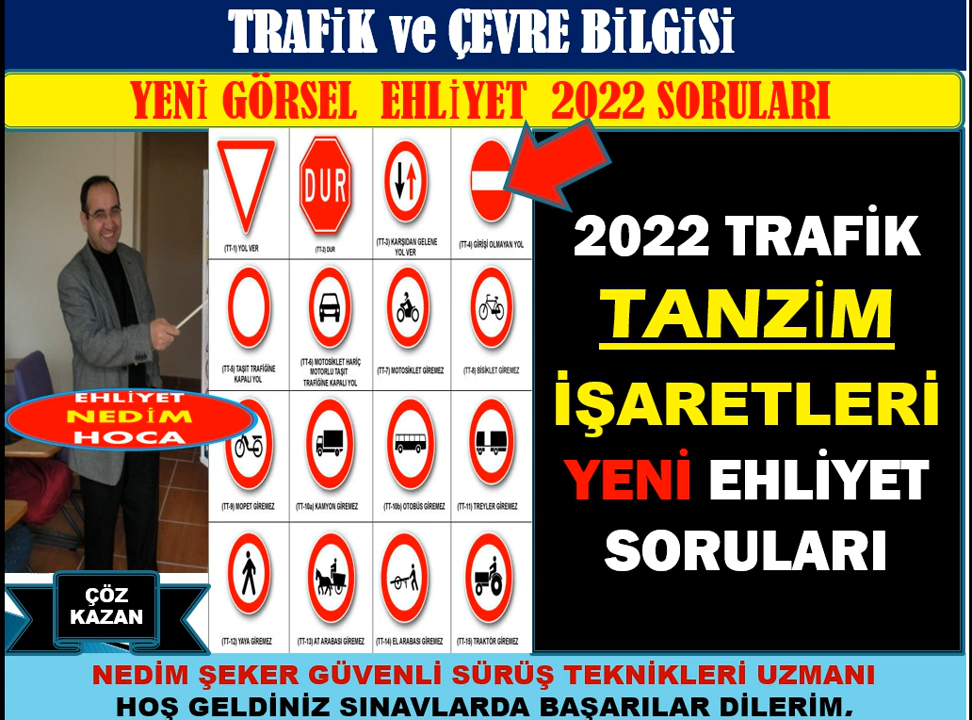 TRAFİK ve ÇEVRE BİLGİSİ
YENİ GÖRSEL EHLİYET 2022 SORULARI
DUR
(TT-1) YOL VER
(TT-2) DUR
(TT-3) KARŞIDAN GELENE
YOL VER
(TT-4) GİRİŞİ OLMAYAN YOL
(TT-5) TAŞIT TRAFİĞİNE
KAPALI YOL
(TT-6) MOTOSİKLET HARİÇ
MOTORLU TAŞIT
TRAFİĞİNE KAPALI YOL
(TT-7) MOTOSİKLET GİREMEZ
(TT-8) BİSİKLET GİREMEZ
(TT-9) MOPET GİREMEZ
(TT-10a) KAMYON GİREMEZ
(TT-10b) OTOBÜS GİREMEZ
(TT-11) TREYLER GİREMEZ
(TT-12) YAYA GİREMEZ
(TT-13) AT ARABASI GİREMEZ
(TT-14) EL ARABASI GİREMEZ
(TT-15) TRAKTÖR GİREMEZ
EHLİYET
NEDİM
HOCA
ÇÖZ
KAZAN
2022 TRAFİK
TANZİM
İŞARETLERİ
YENİ EHLİYET
SORULARI
NEDİM ŞEKER GÜVENLİ SÜRÜŞ TEKNİKLERİ UZMANI
HOŞ GELDİNİZ SINAVLARDA BAŞARILAR DİLERİM.